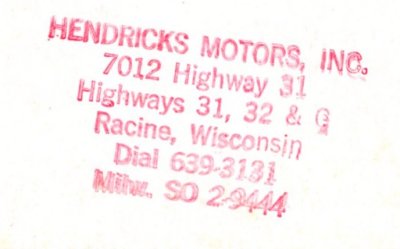 HENDRICKS MOTORS, INC.
7012 Highway 31
Highways 31, 32 & G
Racine, Wisconsin
Dial 639-3131
Milw. SO 2-9444